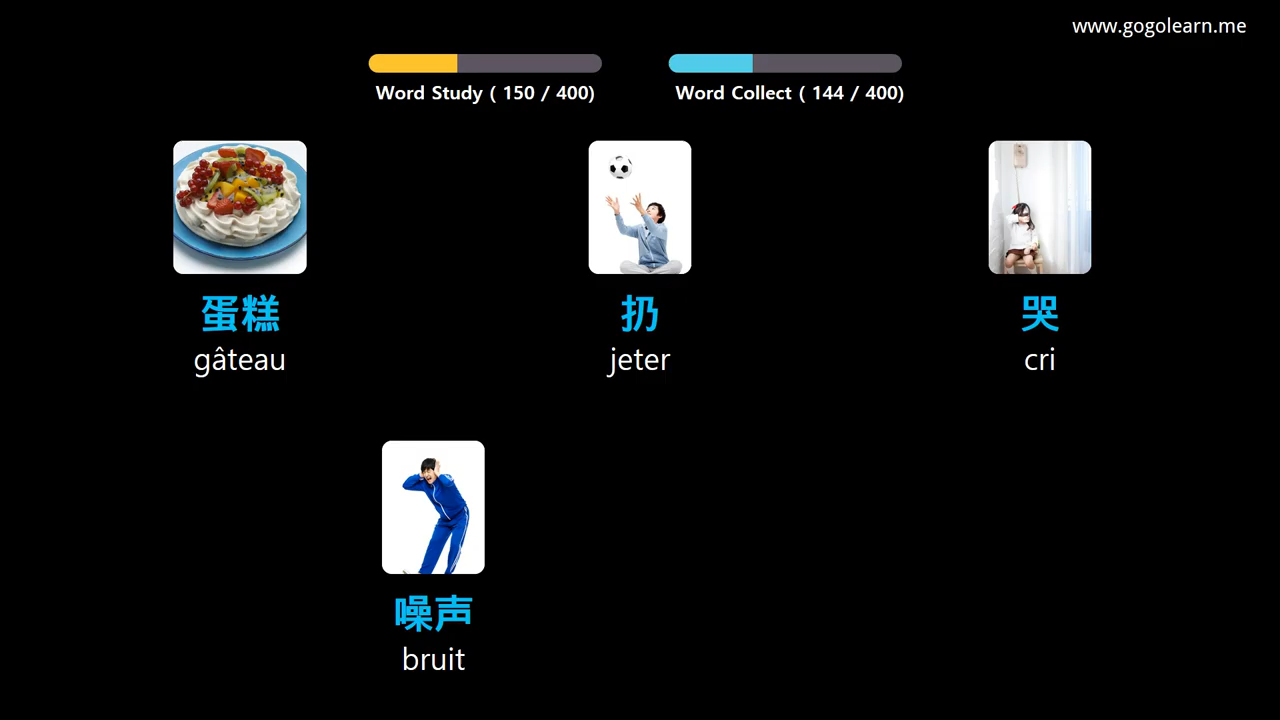 www.gogolearn.me
Word Study ( 150 / 400)
Word Collect ( 144 / 400)
蛋糕
gâteau
扔
jeter
哭
cri
噪声
bruit